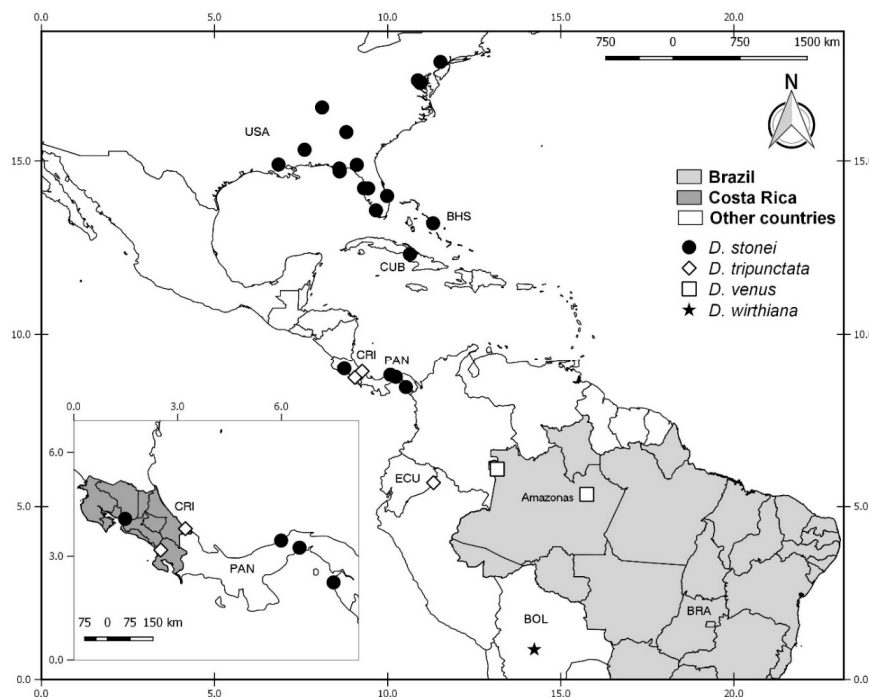 0.0 5.0 10.0 15.0 20.0
750 0 750 1500 km
N
USA
15.0 15.0
Brazil
Costa Rica
Other countries
BHS
D. stonei
CUB
D. tripunctata
D. venus
D. wirthiana
10.0 10.0
CRI PAN
0.0 3.0 6.0
6.0
ECU
Amazonas
5.0 5.0
CRI
3.0
PAN
BRA
BOL
75 0 75 150 km
0.0
0.0 0.0
0.0 5.0 10.0 15.0 20.0